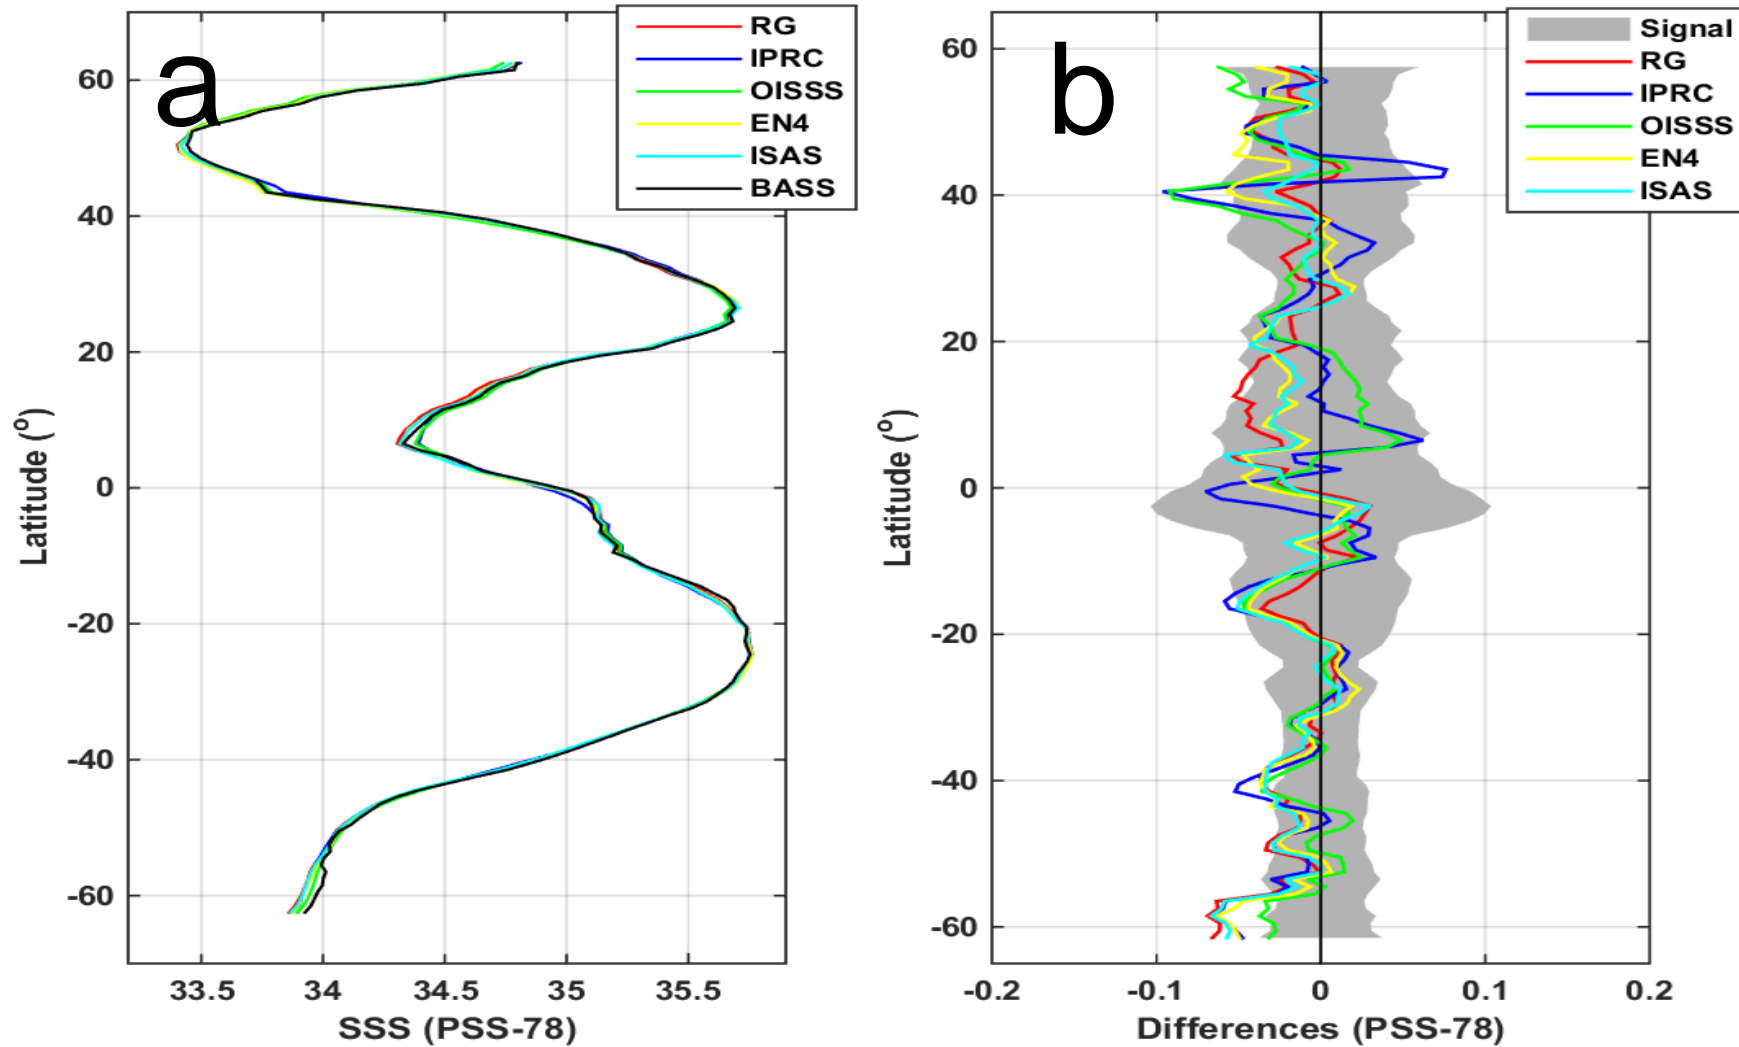 a
RG
IPRC
OISSS
EN4
ISAS
BASS
60
40
20
0
-20
-40
-60
Latitude (º)
33.5 34 34.5 35 35.5
SSS (PSS-78)
b
Signal
RG
IPRC
OISSS
EN4
ISAS
60
40
20
0
-20
-40
-60
Latitude (º)
-0.2 -0.1 0 0.1 0.2
Differences (PSS-78)